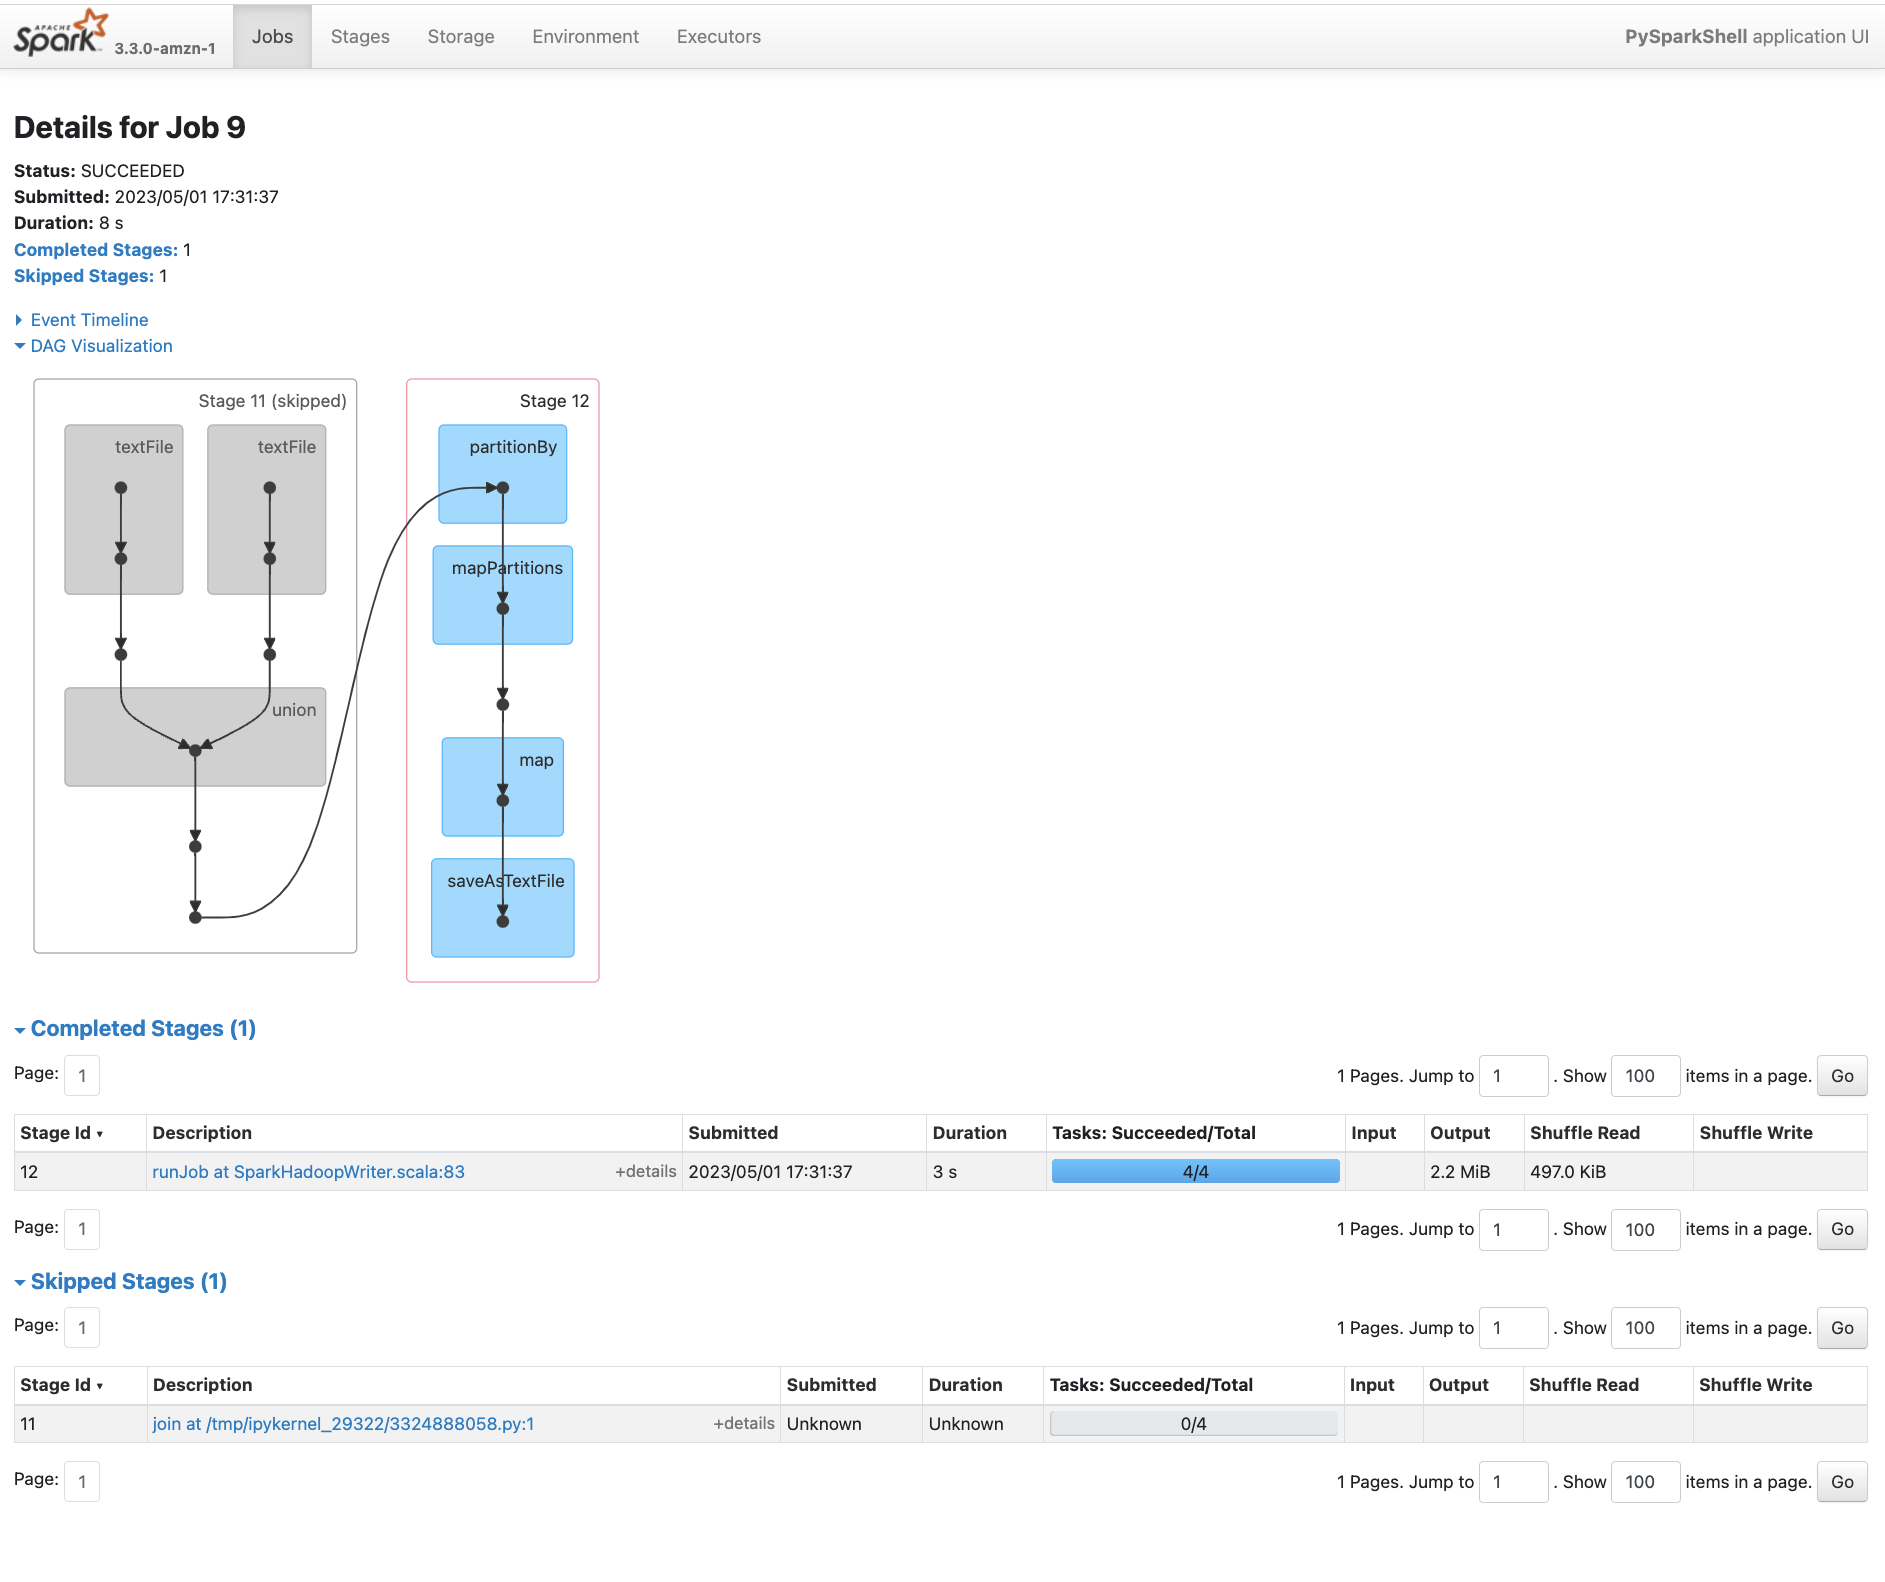 APACHE
Spark 3.3.0-amzn-1 Jobs Stages Storage Environment Executors PySparkShell application UI
Details for Job 9
Status: SUCCEEDED
Submitted: 2023/05/01 17:31:37
Duration: 8 s
Completed Stages: 1
Skipped Stages: 1
Event Timeline
DAG Visualization
Stage 11 (skipped)
textFile textFile
union
Stage 12
partitionBy
mapPartitions
map
saveAsTextFile
Completed Stages (1)
Page: 1 1 Pages. Jump to 1 . Show 100 items in a page. Go
Stage Id ▾ Description Submitted Duration Tasks: Succeeded/Total Input Output Shuffle Read Shuffle Write
12 runJob at SparkHadoopWriter.scala:83 +details 2023/05/01 17:31:37 3 s 4/4 2.2 MiB 497.0 KiB
Page: 1 1 Pages. Jump to 1 . Show 100 items in a page. Go
Skipped Stages (1)
Page: 1 1 Pages. Jump to 1 . Show 100 items in a page. Go
Stage Id ▾ Description Submitted Duration Tasks: Succeeded/Total Input Output Shuffle Read Shuffle Write
11 join at /tmp/ipykernel_29322/3324888058.py:1 +details Unknown Unknown 0/4
Page: 1 1 Pages. Jump to 1 . Show 100 items in a page. Go